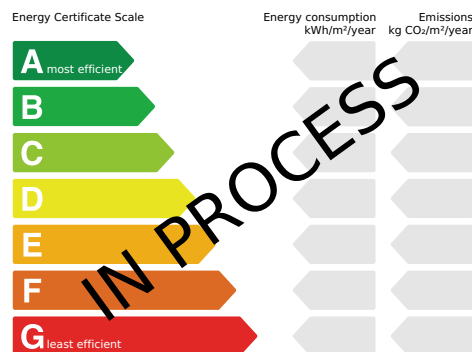 Energy Certificate Scale
Energy consumption
kWh/m²/year
Emissions
kg CO₂/m²/year
A most efficient
B
C
D
E
F
G least efficient
IN PROCESS